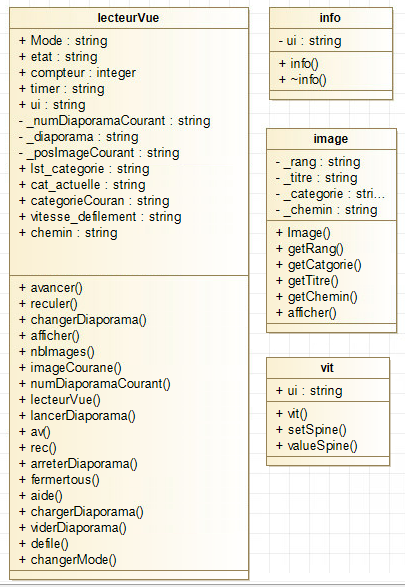 lecteurVue
+ Mode : string
+ etat : string
+ compteur : integer
+ timer : string
+ ui : string
- _numDiaporamaCourant : string
- _diaporama : string
- _posImageCourant : string
+ lst_categorie : string
+ cat_actuelle : string
+ categorieCouran : string
+ vitesse_defilement : string
+ chemin : string
+ avancer()
+ reculer()
+ changerDiaporama()
+ afficher()
+ nbImages()
+ imageCourane()
+ numDiaporamaCourant()
+ lecteurVue()
+ lancerDiaporama()
+ av()
+ rec()
+ arreterDiaporama()
+ fermertous()
+ aide()
+ chargerDiaporama()
+ viderDiaporama()
+ defile()
+ changerMode()
info
- ui : string
+ info()
+ ~info()
image
- _rang : string
- _titre : string
- _categorie : stri...
- _chemin : string
+ Image()
+ getRang()
+ getCatgorie()
+ getTitre()
+ getChemin()
+ afficher()
vit
+ ui : string
+ vit()
+ setSpine()
+ valueSpine()